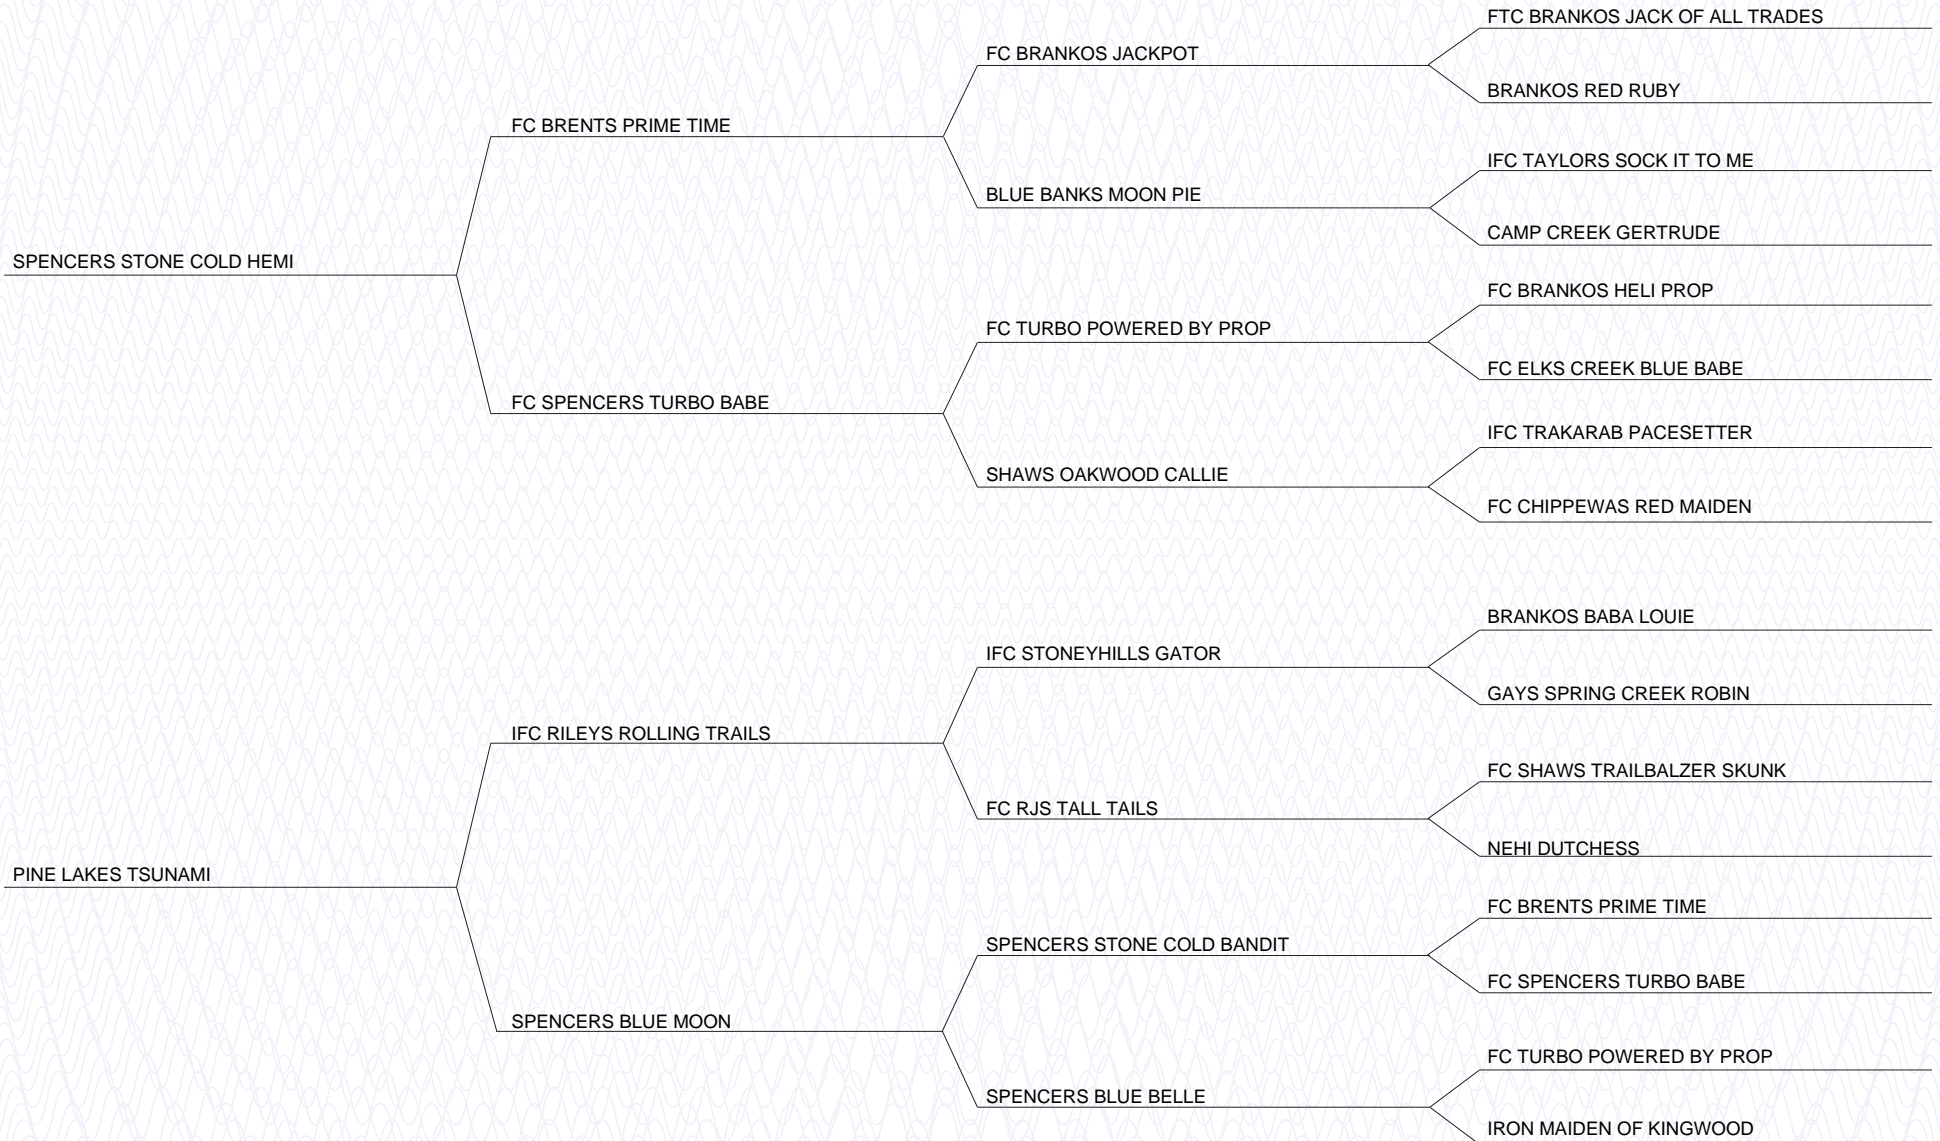 FTC BRANKOS JACK OF ALL TRADES
FC BRANKOS JACKPOT
BRANKOS RED RUBY
FC BRENTS PRIME TIME
IFC TAYLORS SOCK IT TO ME
BLUE BANKS MOON PIE
CAMP CREEK GERTRUDE
SPENCERS STONE COLD HEMI
FC BRANKOS HELI PROP
FC TURBO POWERED BY PROP
FC ELKS CREEK BLUE BABE
FC SPENCERS TURBO BABE
IFC TRAKARAB PACESETTER
SHAWS OAKWOOD CALLIE
FC CHIPPEWAS RED MAIDEN
BRANKOS BABA LOUIE
IFC STONEYHILLS GATOR
GAYS SPRING CREEK ROBIN
IFC RILEYS ROLLING TRAILS
FC SHAWS TRAILBALZER SKUNK
FC RJS TALL TAILS
NEHI DUTCHESS
PINE LAKES TSUNAMI
FC BRENTS PRIME TIME
SPENCERS STONE COLD BANDIT
FC SPENCERS TURBO BABE
SPENCERS BLUE MOON
FC TURBO POWERED BY PROP
SPENCERS BLUE BELLE
IRON MAIDEN OF KINGWOOD